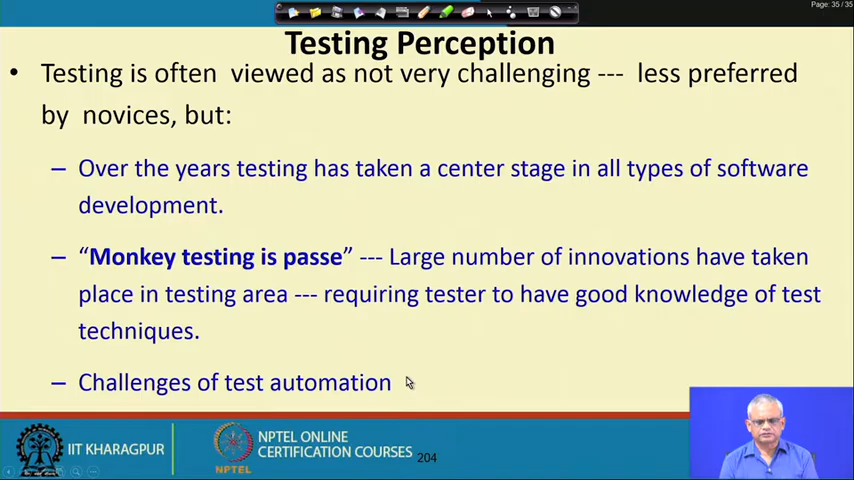 Page: 35 / 35
Testing Perception
• Testing is often viewed as not very challenging --- less preferred
by novices, but:
– Over the years testing has taken a center stage in all types of software
development.
– “Monkey testing is passe” --- Large number of innovations have taken
place in testing area --- requiring tester to have good knowledge of test
techniques.
– Challenges of test automation
IIT KHARAGPUR
NPTEL
NPTEL ONLINE
CERTIFICATION COURSES
204